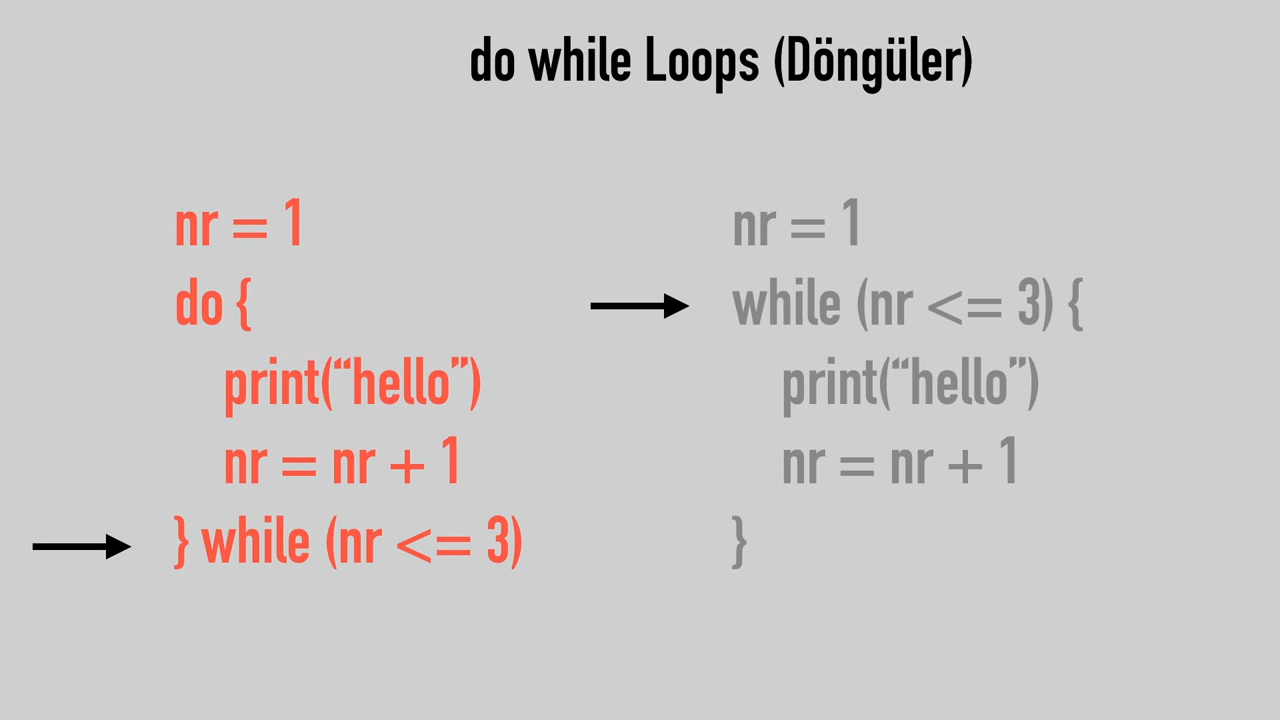 do while Loops (Döngüler)
nr = 1
do {
print(“hello”)
nr = nr + 1
} while (nr <= 3)
nr = 1
while (nr <= 3) {
print(“hello”)
nr = nr + 1
}